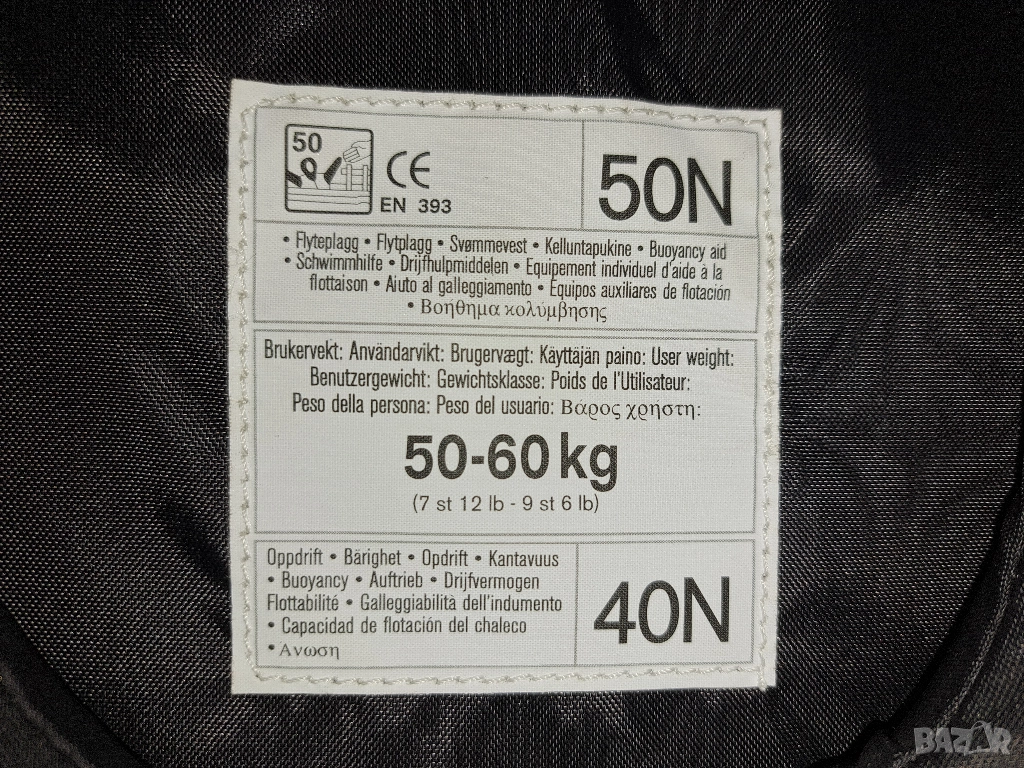 50
CE
EN 393
50N
• Flyteplagg • Flytplagg • Svømmevest • Kelluntapukine • Buoyancy aid
• Schwimmhilfe • Drijfhulpmiddelen • Equipement individuel d'aide à la
flottaison • Aiuto al galleggiamento • Equipos auxiliares de flotación
• Βοήθημα κολύμβησης
Brukervekt: Användarvikt: Brugervægt: Käyttäjän paino: User weight:
Benutzergewicht: Gewichtsklasse: Poids de l'Utilisateur:
Peso della persona: Peso del usuario: Βάρος χρήστη:
50-60 kg
(7 st 12 lb - 9 st 6 lb)
Oppdrift • Bärighet • Opdrift • Kantavuus
• Buoyancy • Auftrieb • Drijfvermogen
Flottabilité • Galleggiabilità dell'indumento
• Capacidad de flotación del chaleco
• Ανωση
40N
BAZAR